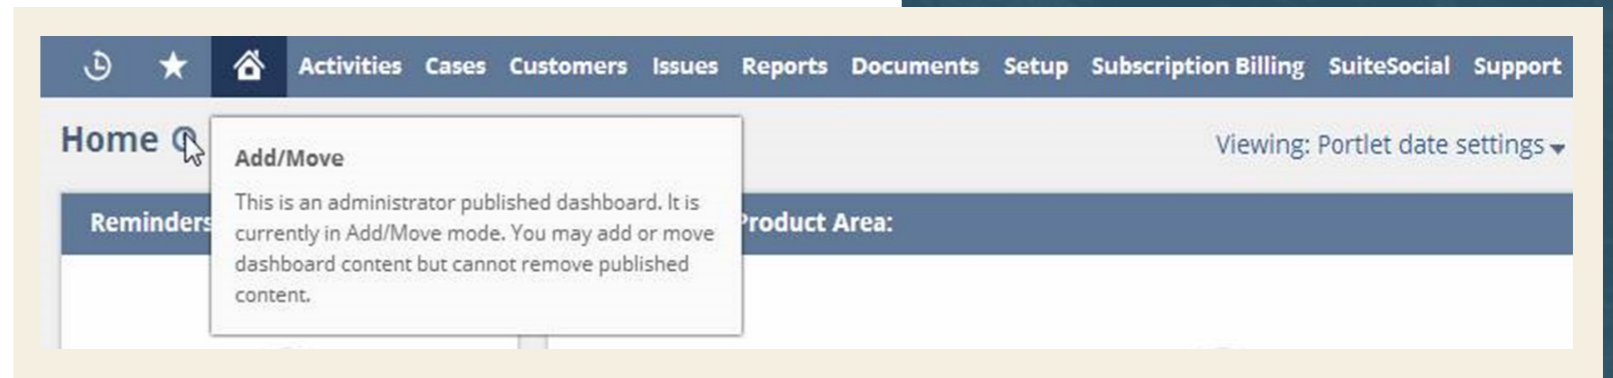 Activities Cases Customers Issues Reports Documents Setup Subscription Billing SuiteSocial Support
Home
Viewing: Portlet date settings
Add/Move
This is an administrator published dashboard. It is
currently in Add/Move mode. You may add or move
dashboard content but cannot remove published
content.
Reminders
Product Area: